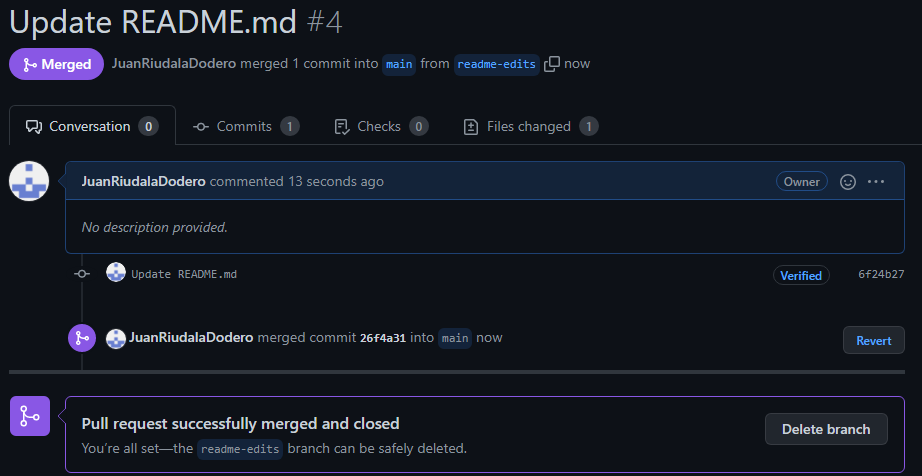 Update README.md #4
Merged JuanRiudalaDodero merged 1 commit into main from readme-edits now
Conversation 0 Commits 1 Checks 0 Files changed 1
JuanRiudalaDodero commented 13 seconds ago Owner ···
No description provided.
Update README.md Verified 6f24b27
JuanRiudalaDodero merged commit 26f4a31 into main now Revert
Pull request successfully merged and closed
You're all set—the readme-edits branch can be safely deleted.
Delete branch